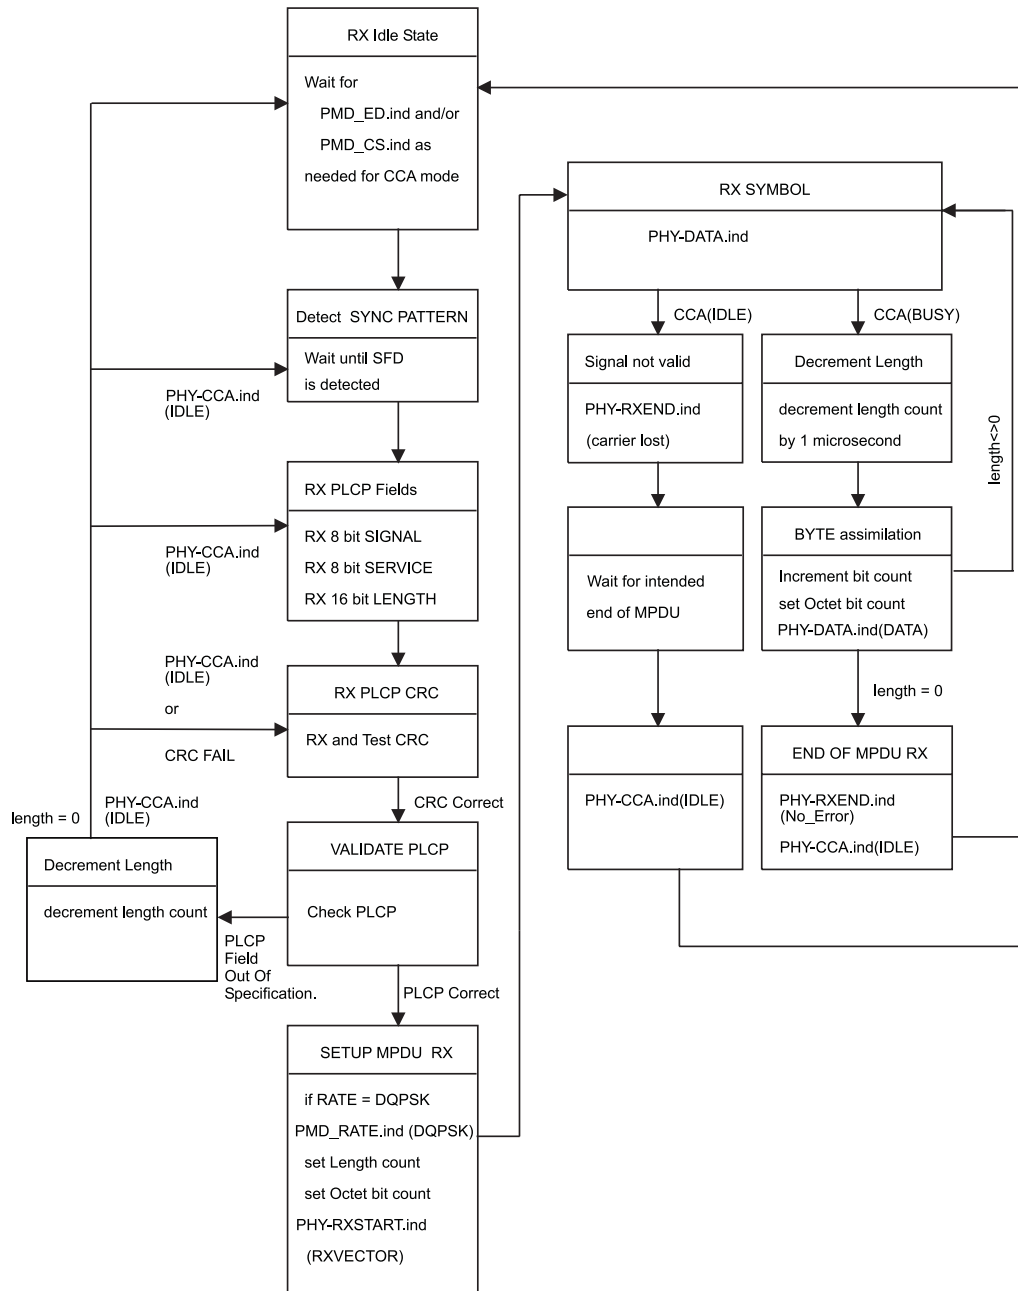 RX Idle State
Wait for
PMD_ED.ind and/or
PMD_CS.ind as
needed for CCA mode
Detect SYNC PATTERN
Wait until SFD
is detected
PHY-CCA.ind
(IDLE)
RX PLCP Fields
RX 8 bit SIGNAL
RX 8 bit SERVICE
RX 16 bit LENGTH
PHY-CCA.ind
(IDLE)
PHY-CCA.ind
(IDLE)
or
CRC FAIL
RX PLCP CRC
RX and Test CRC
CRC Correct
length = 0
PHY-CCA.ind
(IDLE)
Decrement Length
decrement length count
VALIDATE PLCP
Check PLCP
PLCP
Field
Out Of
Specification.
PLCP Correct
SETUP MPDU RX
if RATE = DQPSK
PMD_RATE.ind (DQPSK)
set Length count
set Octet bit count
PHY-RXSTART.ind
(RXVECTOR)
RX SYMBOL
PHY-DATA.ind
CCA(IDLE)
CCA(BUSY)
Signal not valid
PHY-RXEND.ind
(carrier lost)
Decrement Length
decrement length count
by 1 microsecond
length<>0
Wait for intended
end of MPDU
BYTE assimilation
Increment bit count
set Octet bit count
PHY-DATA.ind(DATA)
length = 0
PHY-CCA.ind(IDLE)
END OF MPDU RX
PHY-RXEND.ind
(No_Error)
PHY-CCA.ind(IDLE)